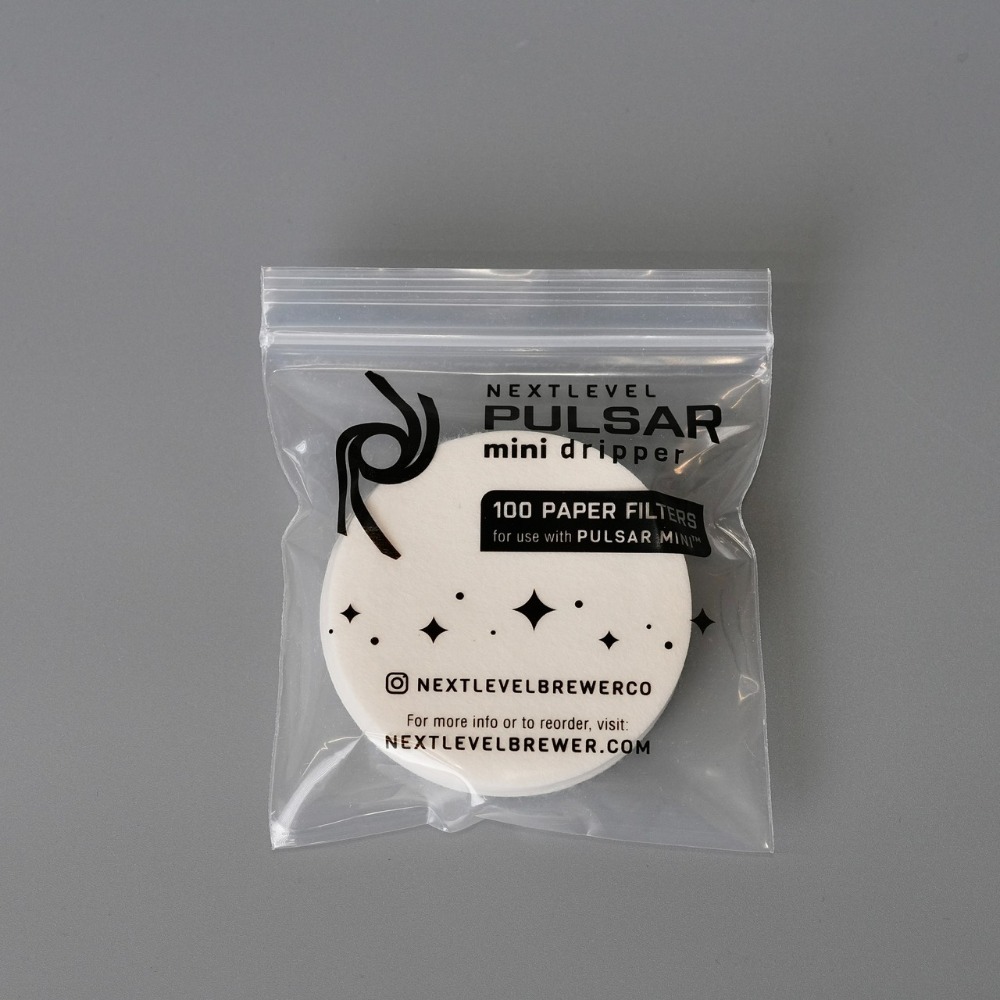 NEXTLEVEL
PULSAR
mini dripper
100 PAPER FILTERS
for use with PULSAR MINI™
NEXTLEVELBREWERCO
For more info or to reorder, visit:
NEXTLEVELBREWER.COM